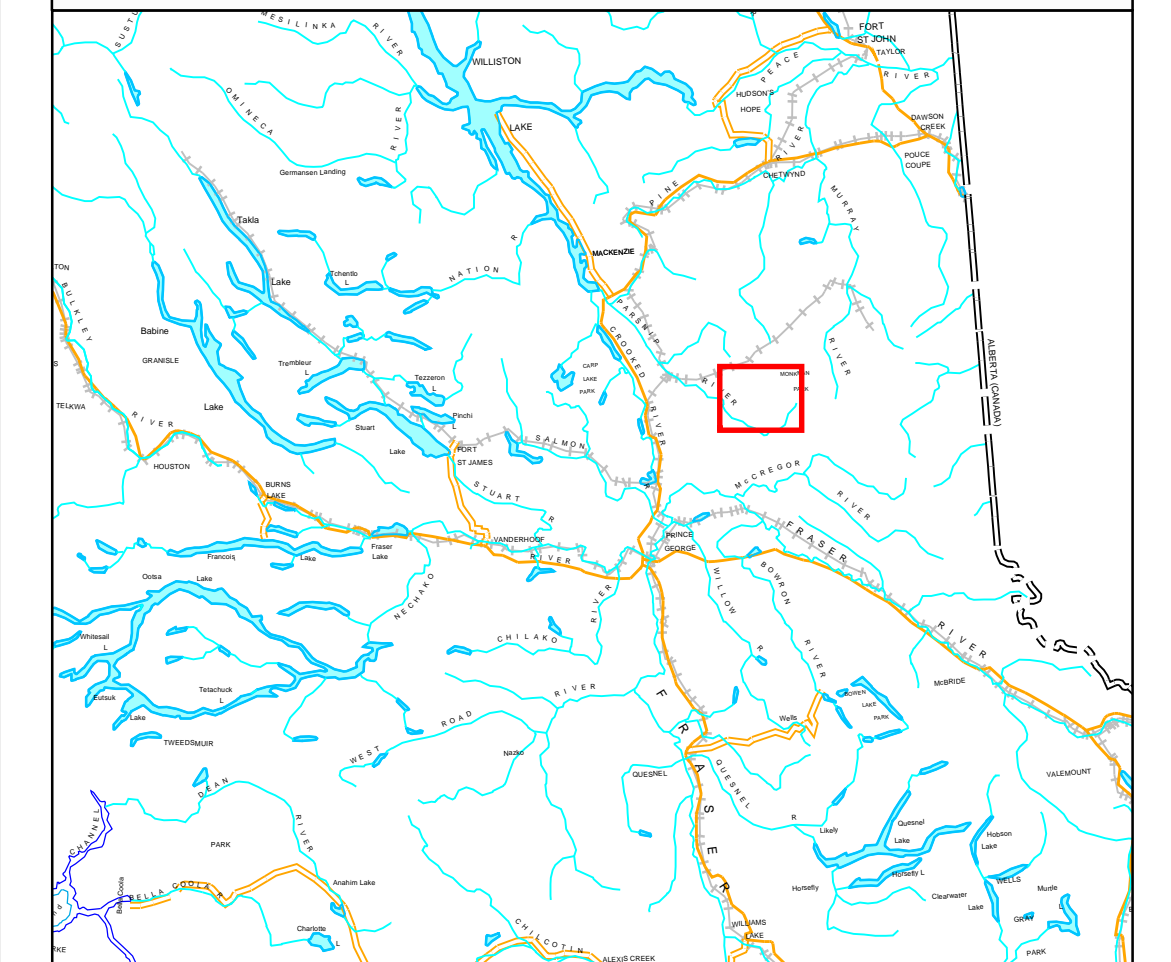 SUSTU
MESILINKA RIVER
OMINECA
RIVER
WILLISTON
LAKE
Germansen Landing
FORT
ST JOHN
TAYLOR
PEACE
RIVER
HUDSON'S
HOPE
DAWSON
CREEK
POUCE
COUPE
CHETWYND
PINE
RIVER
MURRAY
RIVER
Takla
Lake
Tchentlo
L
NATION
R
MACKENZIE
PARSNIP
RIVER
CROOKED
RIVER
TON
BULKLEY
RIVER
Babine
GRANISLE
Lake
S
TELKWA
HOUSTON
Trembleur
L
Tezzeron
L
Pinchi
L
Stuart
Lake
CARP
LAKE
PARK
MONKMAN
PARK
ALBERTA (CANADA)
FORT
ST JAMES
SALMON
R
STUART
R
McGREGOR
RIVER
BURNS
LAKE
VANDERHOOF
RIVER
PRINCE
GEORGE
FRASER
RIVER
Francois
Lake
Fraser
Lake
Ootsa
Lake
NECHAKO
CHILAKO
RIVER
WILLOW
R
BOWRON
RIVER
Whitesail
L
Eutsuk
Lake
Tetachuck
L
TWEEDSMUIR
PARK
McBRIDE
BOWEN
LAKE
PARK
Wells
RIVER
WEST
ROAD
Nazko
FRASER
QUESNEL
QUESNEL
R
VALEMOUNT
DEAN
RIVER
CHANNEL
Likely
Quesnel
Lake
Hobson
Lake
Horsefly
Horsefly L
Clearwater
Lake
WELLS
GRAY
PARK
Murtle
L
Bella Coola
BELLA COOLA R
Anahim Lake
Charlotte
L
CHILCOTIN
ALEXIS CREEK
WILLIAMS
LAKE
RKE